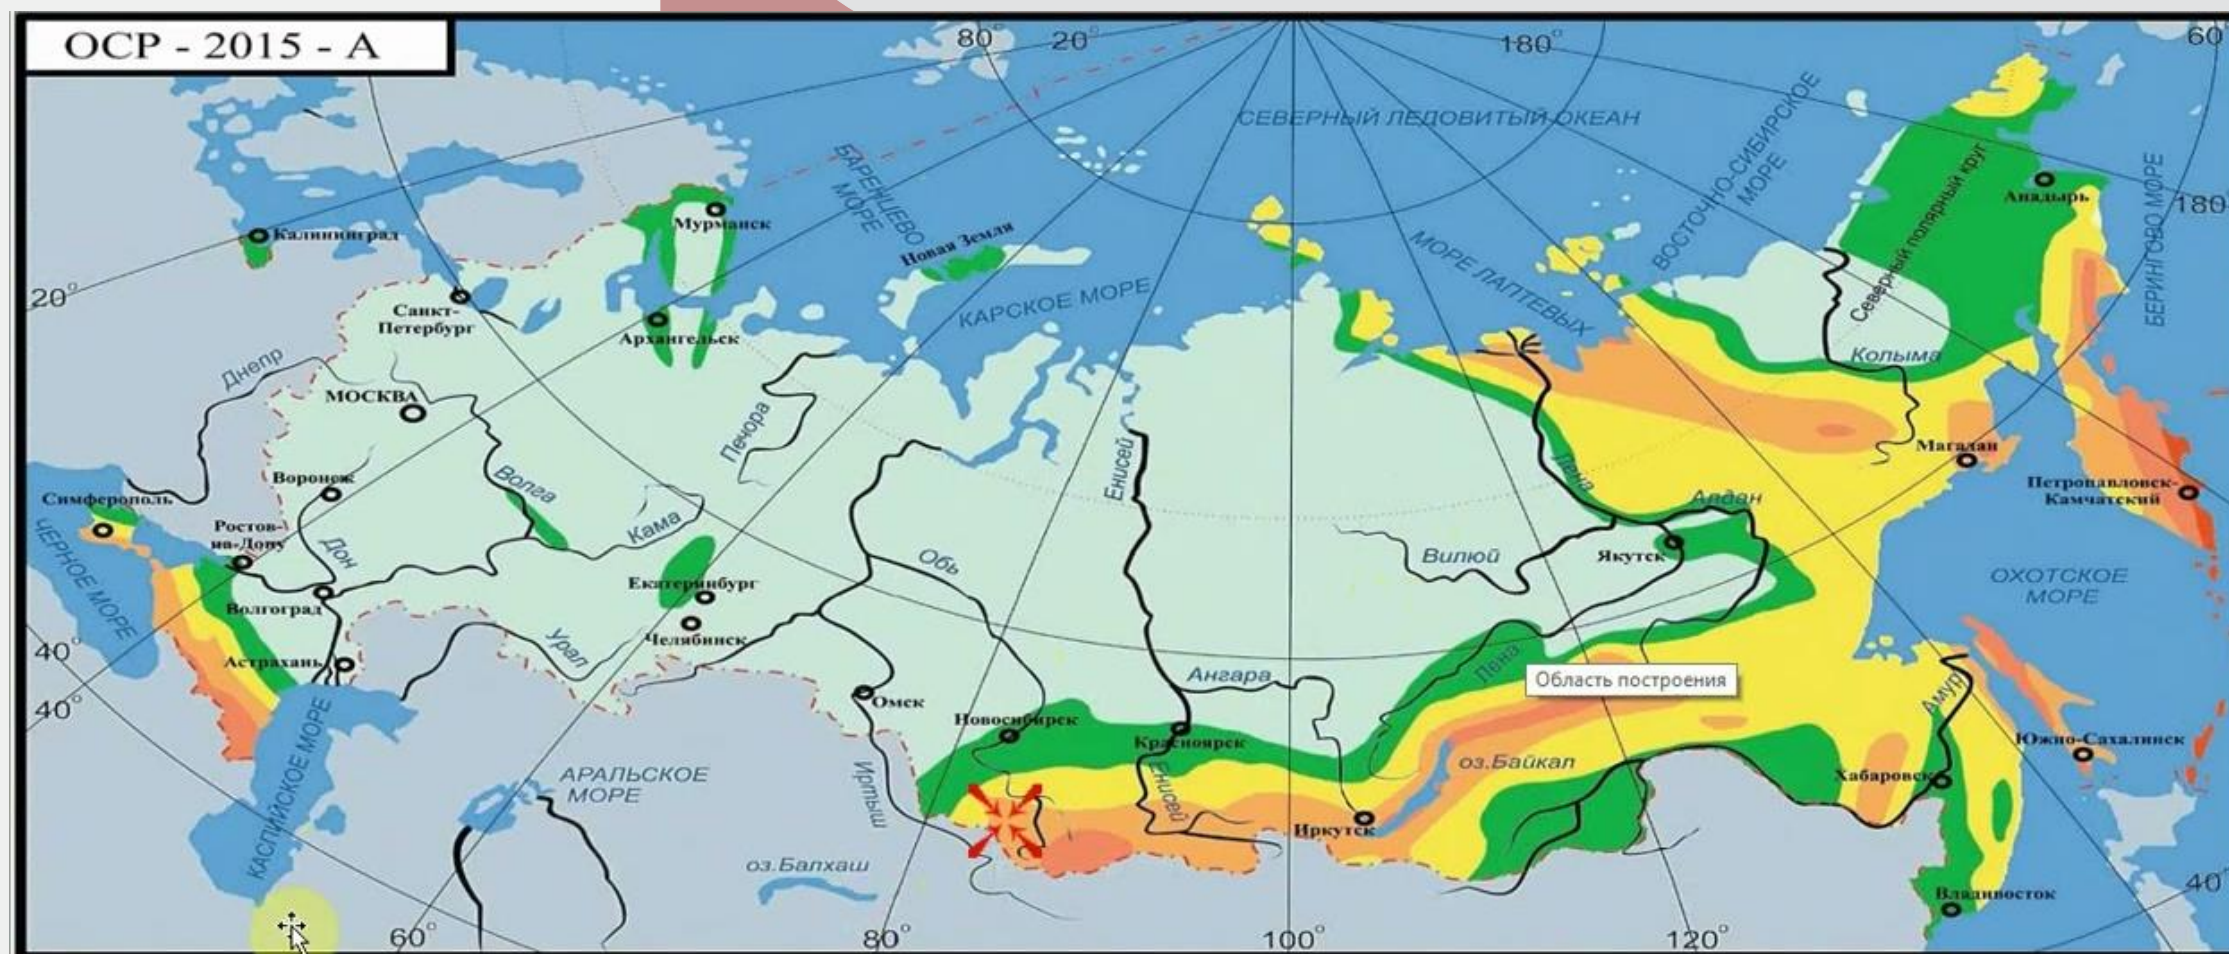 ОСР - 2015 - А
80°
20°
180°
60°
СЕВЕРНЫЙ ЛЕДОВИТЫЙ ОКЕАН
БАРЕНЦЕВО
МОРЕ
ВОСТОЧНО-СИБИРСКОЕ
МОРЕ
БЕРИНГОВО МОРЕ
Северный полярный круг
Анадырь
180°
Мурманск
Калининград
Новая Земля
МОРЕ ЛАПТЕВЫХ
КАРСКОЕ МОРЕ
20°
Санкт-
Петербург
Архангельск
Колыма
Днепр
МОСКВА
Печора
Енисей
Магадан
Воронеж
Волга
Лена
Алдан
Петропавловск-
Камчатский
Симферополь
ЧЕРНОЕ МОРЕ
Ростов-
на-Дону
Дон
Кама
Обь
Вилюй
Якутск
ОХОТСКОЕ
МОРЕ
Екатеринбург
Волгоград
Челябинск
Урал
40°
Астрахань
Ангара
Лена
Область построения
Амур
40°
Омск
Новосибирск
Красноярск
Южно-Сахалинск
КАСПИЙСКОЕ МОРЕ
АРАЛЬСКОЕ
МОРЕ
Иртыш
Енисей
оз.Байкал
Хабаровск
Иркутск
оз.Балхаш
Владивосток
40°
60°
80°
100°
120°